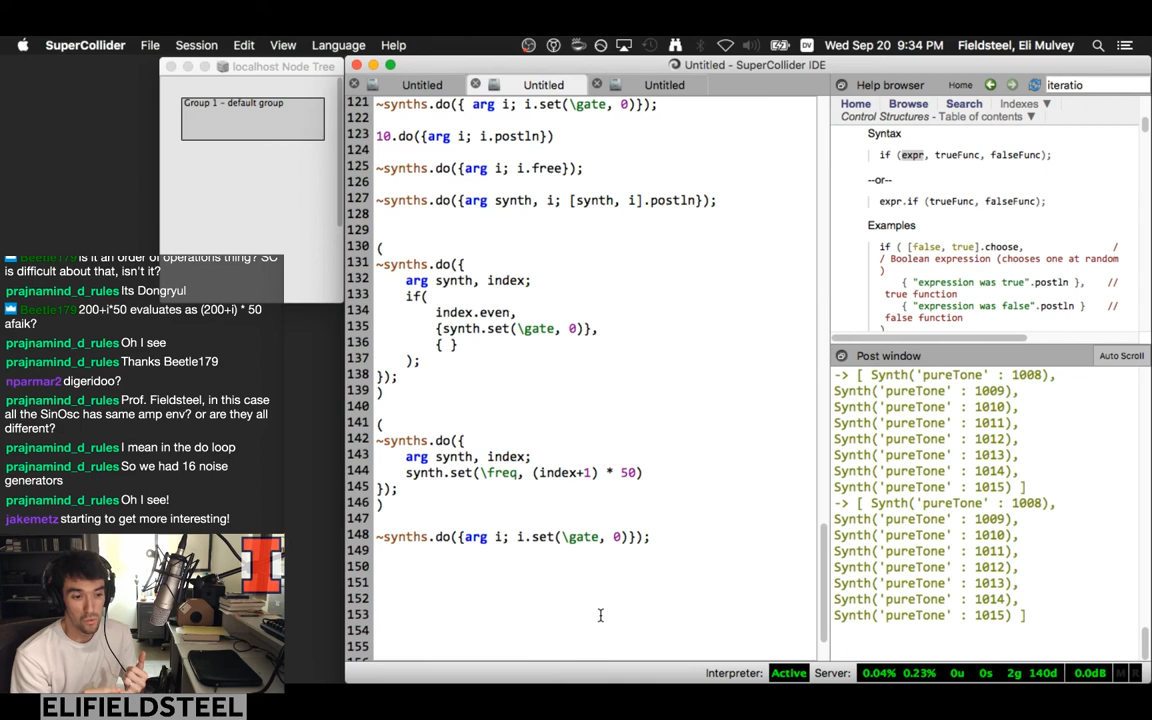 SuperCollider File Session Edit View Language Help DV Wed Sep 20 9:34 PM Fieldsteel, Eli Mulvey
localhost Node Tree
Group 1 - default group
Untitled - SuperCollider IDE
Untitled Untitled Untitled
121 ~synths.do({ arg i; i.set(\gate, 0)});
122
123 10.do({arg i; i.postln})
124
125 ~synths.do({arg i; i.free});
126
127 ~synths.do({arg synth, i; [synth, i].postln});
128
129
130 (
131 ~synths.do({
132 arg synth, index;
133 if(
134 index.even,
135 {synth.set(\gate, 0)},
136 { }
137 );
138 });
139 )
140
141 (
142 ~synths.do({
143 arg synth, index;
144 synth.set(\freq, (index+1) * 50)
145 });
146 )
147
148 ~synths.do({arg i; i.set(\gate, 0)});
149
150
151
152
153
154
155
Help browser Home iteratio
Home Browse Search Indexes ▼
Control Structures - Table of contents ▼
Syntax
if (expr, trueFunc, falseFunc);
--or--
expr.if (trueFunc, falseFunc);
Examples
if ( [false, true].choose, /
/ Boolean expression (chooses one at random
)
{ "expression was true".postln }, //
true function
{ "expression was false".postln } //
false function
)
Post window Auto Scroll
-> [ Synth('pureTone' : 1008),
Synth('pureTone' : 1009),
Synth('pureTone' : 1010),
Synth('pureTone' : 1011),
Synth('pureTone' : 1012),
Synth('pureTone' : 1013),
Synth('pureTone' : 1014),
Synth('pureTone' : 1015) ]
-> [ Synth('pureTone' : 1008),
Synth('pureTone' : 1009),
Synth('pureTone' : 1010),
Synth('pureTone' : 1011),
Synth('pureTone' : 1012),
Synth('pureTone' : 1013),
Synth('pureTone' : 1014),
Synth('pureTone' : 1015) ]
Interpreter: Active Server: 0.04% 0.23% 0u 0s 2g 140d 0.0dB M R
Beetle179 Is it an order of operations thing? SC
is difficult about that, isn't it?
prajnamind_d_rules Its Dongryul
Beetle179 200+i*50 evaluates as (200+i) * 50
afaik?
prajnamind_d_rules Oh I see
prajnamind_d_rules Thanks Beetle179
nparmar2 digeridoo?
prajnamind_d_rules Prof. Fieldsteel, in this case
all the SinOsc has same amp env? or are they all
different?
prajnamind_d_rules I mean in the do loop
prajnamind_d_rules So we had 16 noise
generators
prajnamind_d_rules Oh I see!
jakemetz starting to get more interesting!
I
ELIFIELDSTEEL